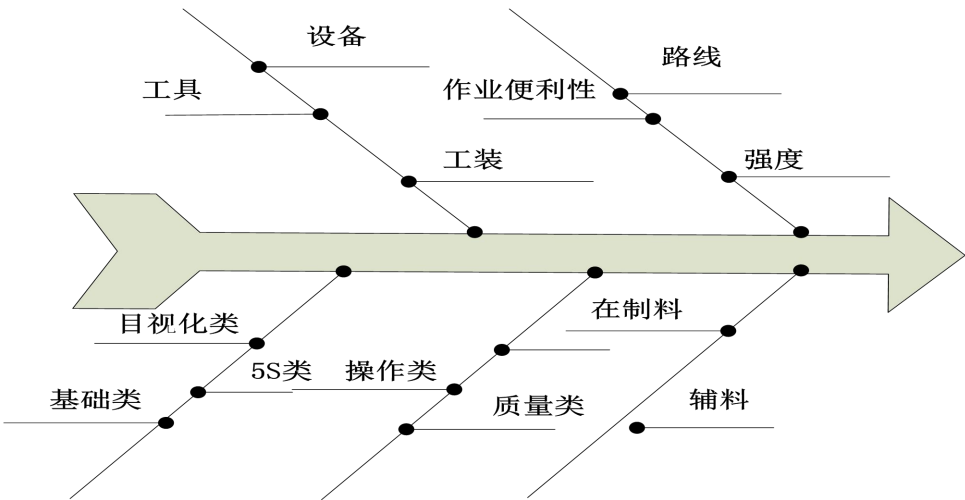 设备
路线
工具
作业便利性
工装
强度
目视化类
在制料
5S类
操作类
基础类
质量类
辅料